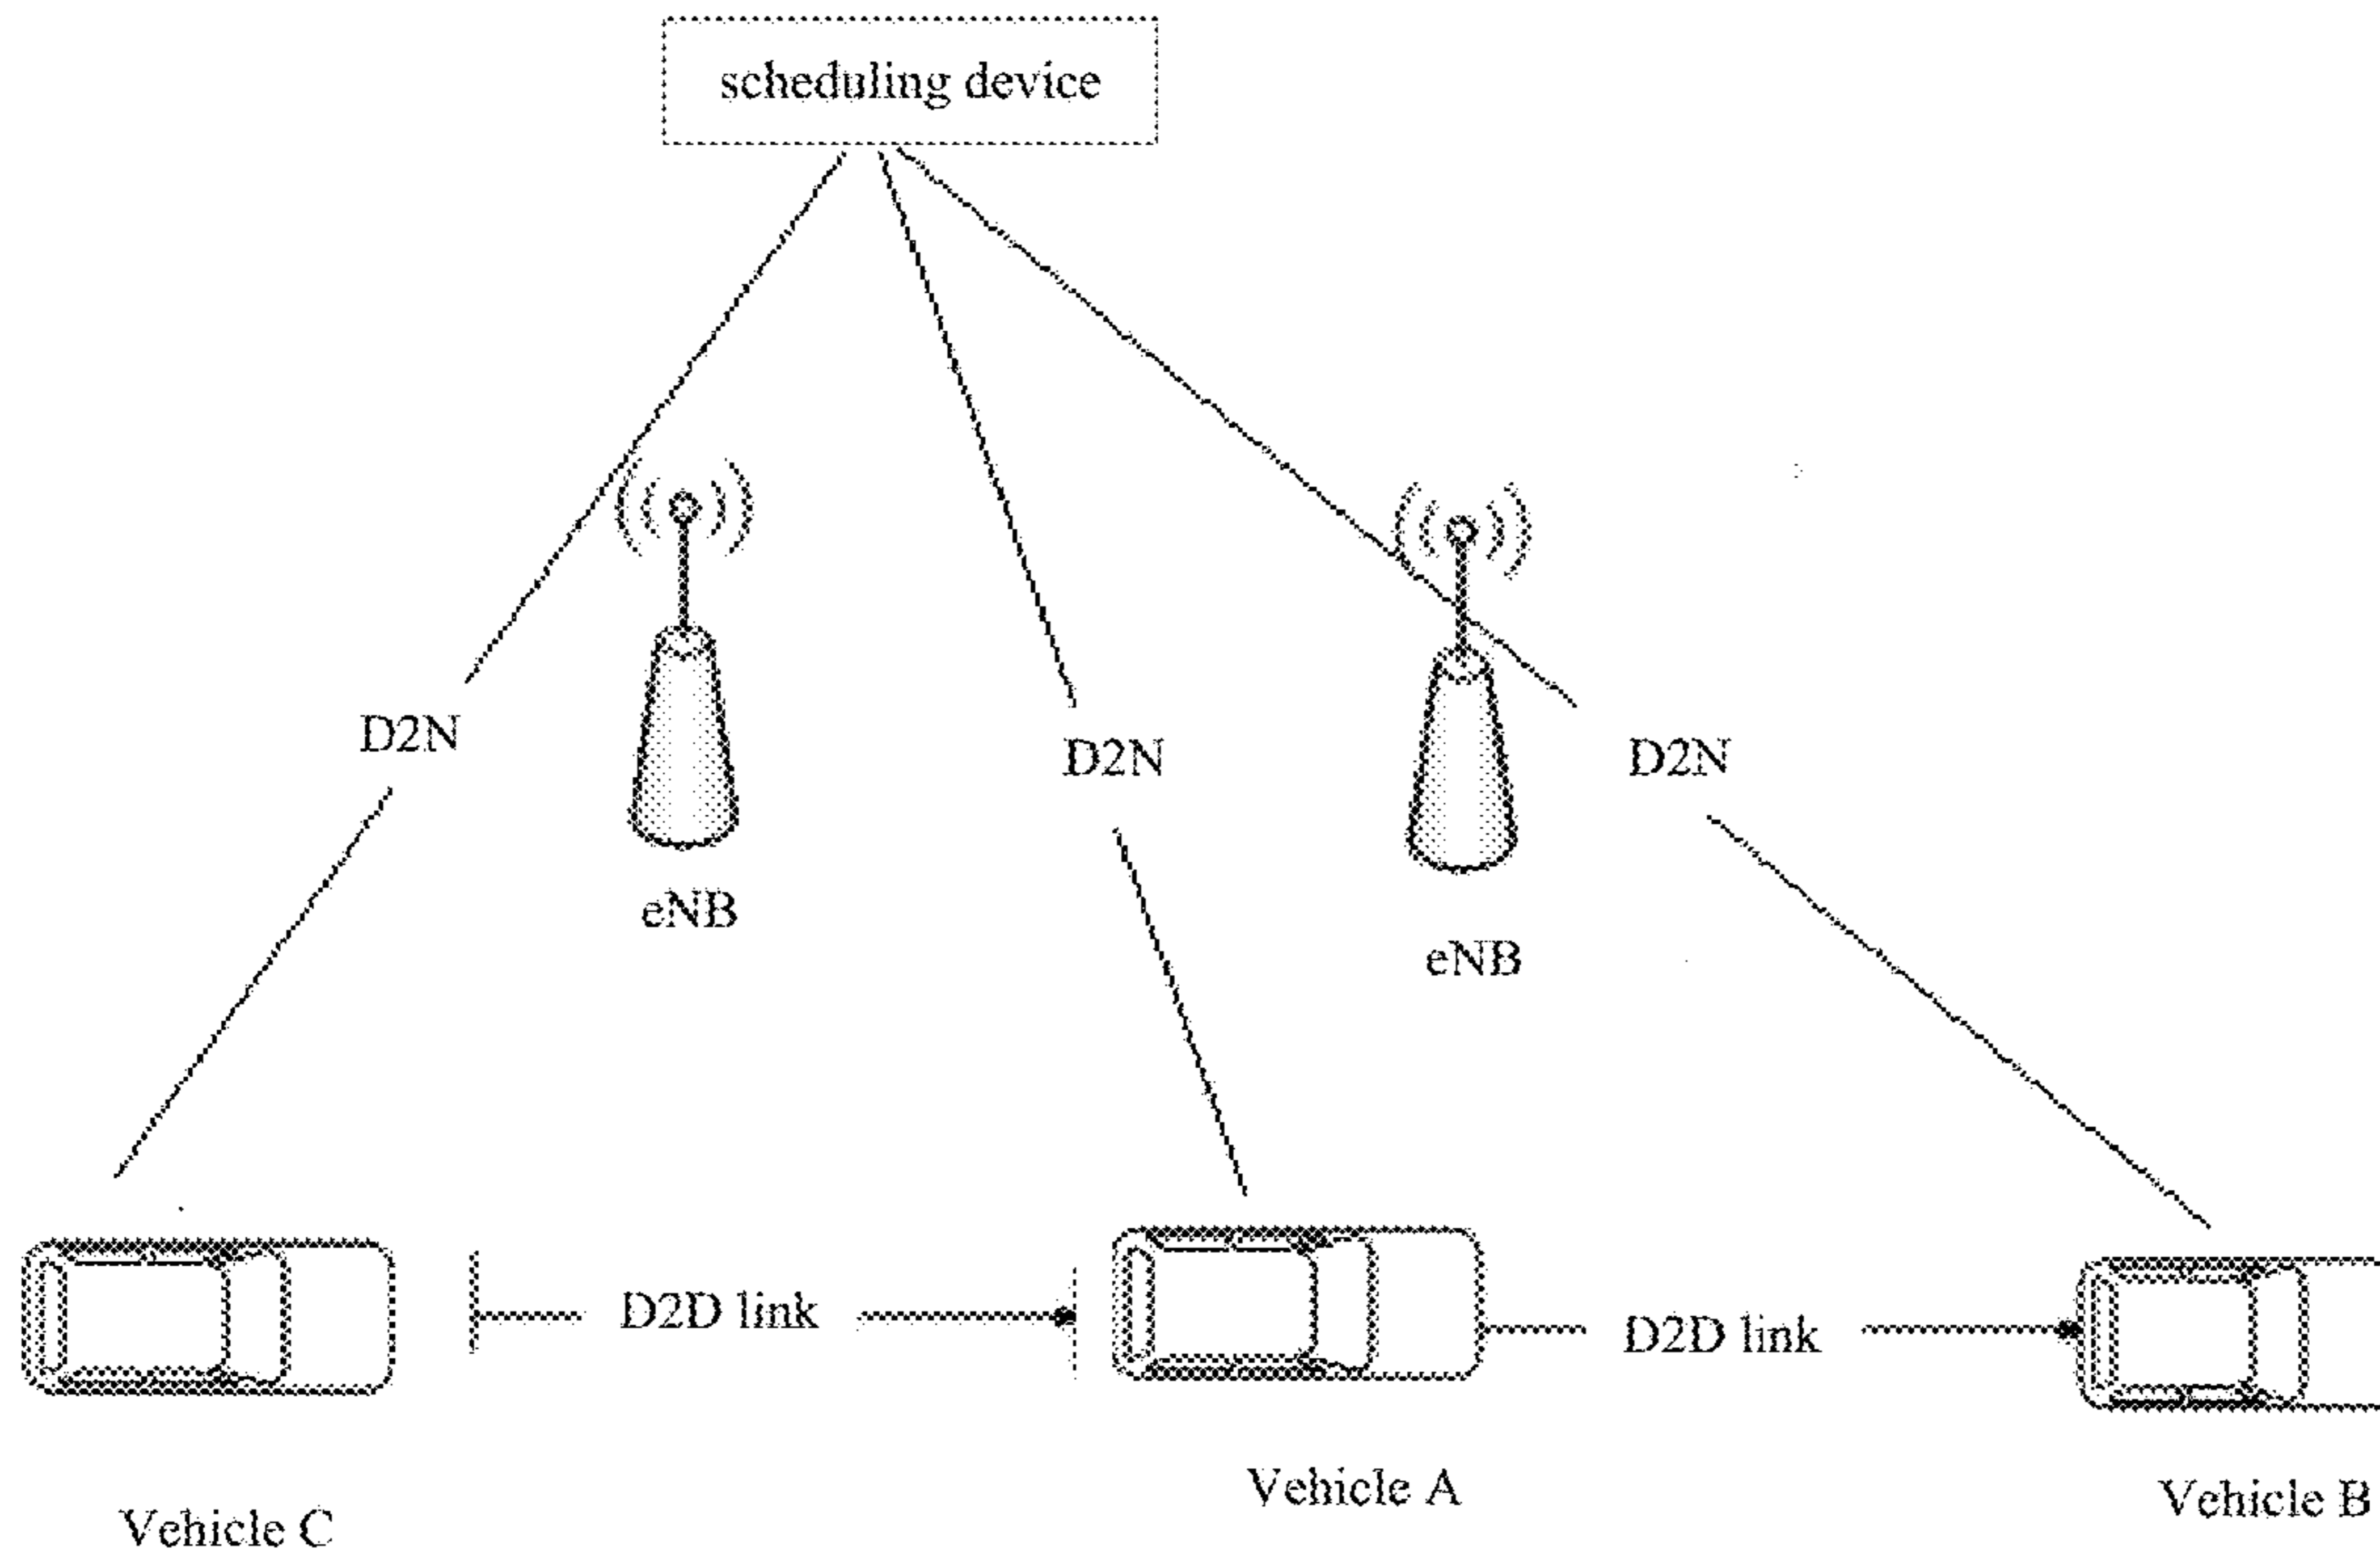 scheduling device
D2N
D2N
D2N
eNB
eNB
D2D link
D2D link
Vehicle C
Vehicle A
Vehicle B